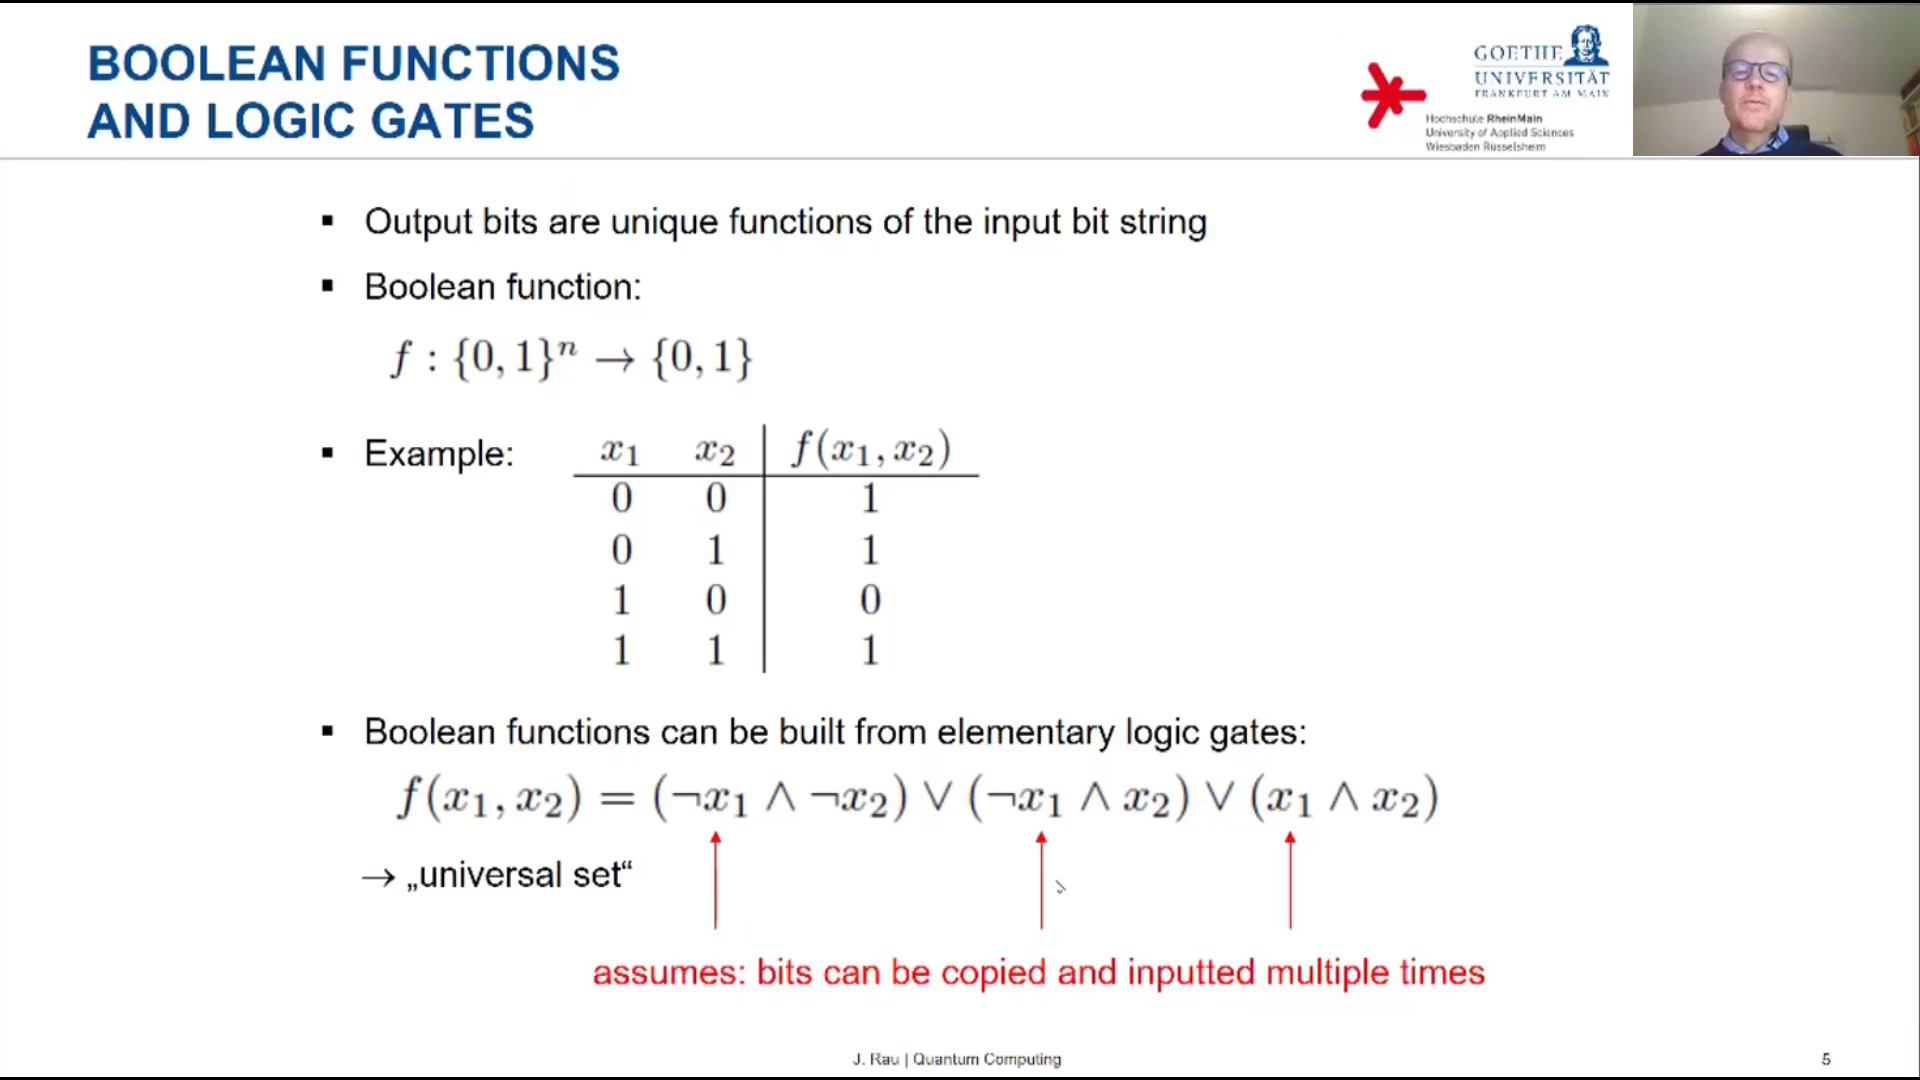 BOOLEAN FUNCTIONS
AND LOGIC GATES
GOETHE
UNIVERSITÄT
FRANKFURT AM MAIN
Hochschule RheinMain
University of Applied Sciences
Wiesbaden Rüsselsheim
▪ Output bits are unique functions of the input bit string
▪ Boolean function:
f : {0, 1}ⁿ → {0, 1}
▪ Example:
x₁ x₂ f(x₁, x₂)
0 0 1
0 1 1
1 0 0
1 1 1
▪ Boolean functions can be built from elementary logic gates:
f(x₁, x₂) = (¬x₁ ∧ ¬x₂) ∨ (¬x₁ ∧ x₂) ∨ (x₁ ∧ x₂)
→ „universal set“
assumes: bits can be copied and inputted multiple times
J. Rau | Quantum Computing
5